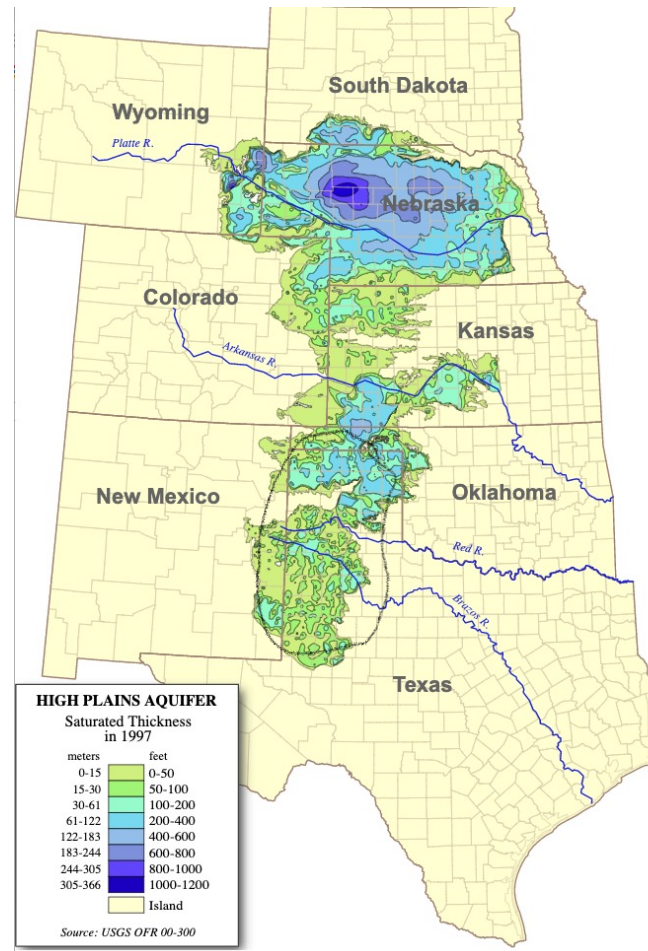 South Dakota
Wyoming
Platte R.
Nebraska
Colorado
Kansas
Arkansas R.
New Mexico
Oklahoma
Red R.
Brazos R.
Texas
HIGH PLAINS AQUIFER
Saturated Thickness
in 1997
meters feet
0-15 0-50
15-30 50-100
30-61 100-200
61-122 200-400
122-183 400-600
183-244 600-800
244-305 800-1000
305-366 1000-1200
Island
Source: USGS OFR 00-300